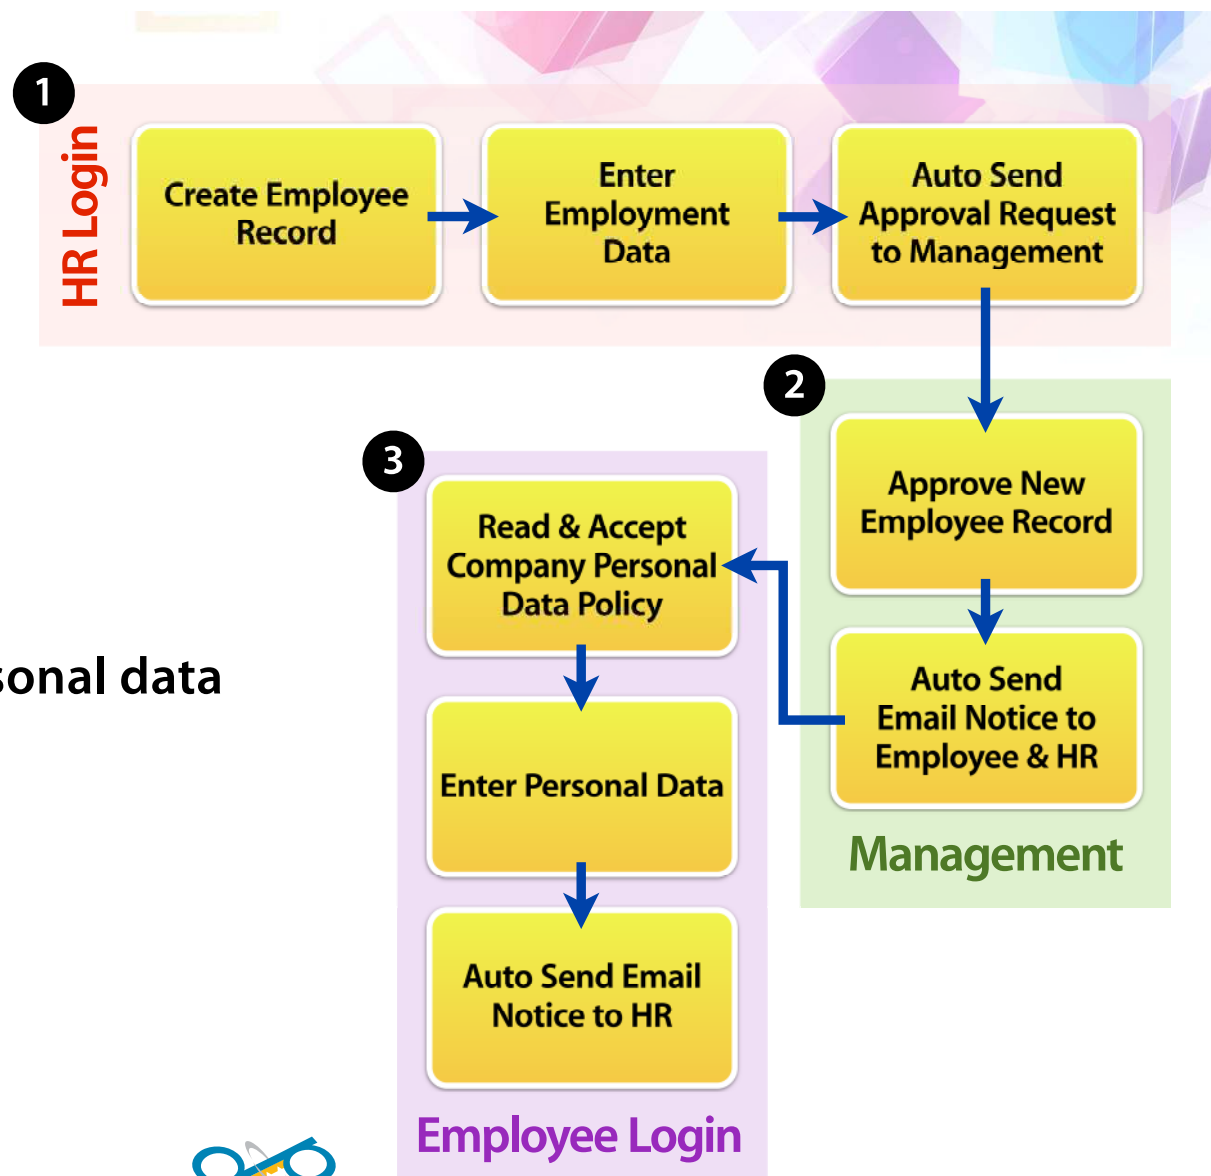 1
HR Login
Create Employee
Record
Enter
Employment
Data
Auto Send
Approval Request
to Management
2
Approve New
Employee Record
Auto Send
Email Notice to
Employee & HR
Management
3
Read & Accept
Company Personal
Data Policy
Enter Personal Data
Auto Send Email
Notice to HR
Employee Login
sonal data